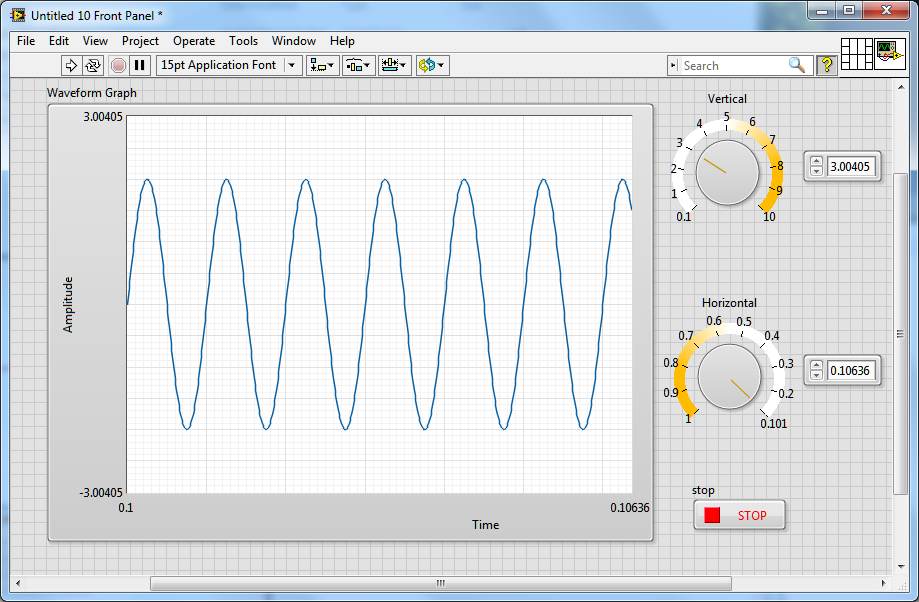 Untitled 10 Front Panel *
File Edit View Project Operate Tools Window Help
15pt Application Font
Search
?
Waveform Graph
3.00405
Amplitude
-3.00405
0.1
0.10636
Time
Vertical
0.1 1 2 3 4 5 6 7 8 9 10
3.00405
Horizontal
1 0.9 0.8 0.7 0.6 0.5 0.4 0.3 0.2 0.101
0.10636
stop
STOP